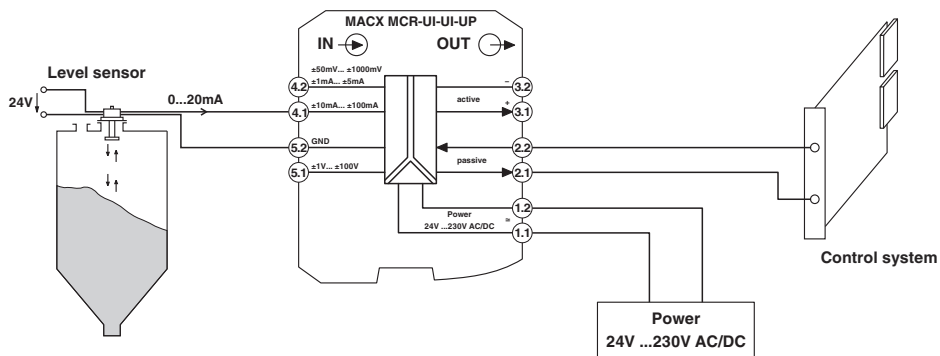 MACX MCR-UI-UI-UP
IN
OUT
Level sensor
24V
0...20mA
4.2
±50mV... ±1000mV
±1mA... ±5mA
4.1
±10mA... ±100mA
5.2
GND
5.1
±1V... ±100V
–
3.2
active
+
3.1
2.2
passive
2.1
1.2
Power
24V ...230V AC/DC
1.1
Control system
Power
24V ...230V AC/DC